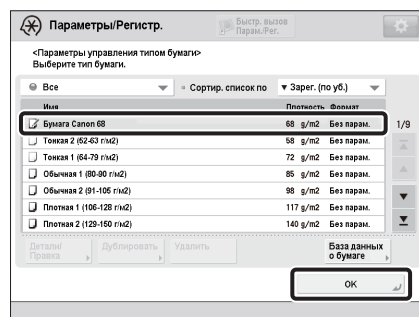 Параметры/Регистр.
Быстр. вызов
Парам./Рег.
<Параметры управления типом бумаги>
Выберите тип бумаги.
Все
Сортир. список по
▼ Зарег. (по уб.)
Имя Плотность Формат
Бумага Canon 68 68 g/m2 Без парам.
1/9
Тонкая 2 (52-63 г/м2) 58 g/m2 Без парам.
Тонкая 1 (64-79 г/м2) 72 g/m2 Без парам.
Обычная 1 (80-90 г/м2) 85 g/m2 Без парам.
Обычная 2 (91-105 г/м2) 98 g/m2 Без парам.
Плотная 1 (106-128 г/м2) 117 g/m2 Без парам.
Плотная 2 (129-150 г/м2) 140 g/m2 Без парам.
Детали/
Правка
Дублировать
Удалить
База данных
о бумаге
OK